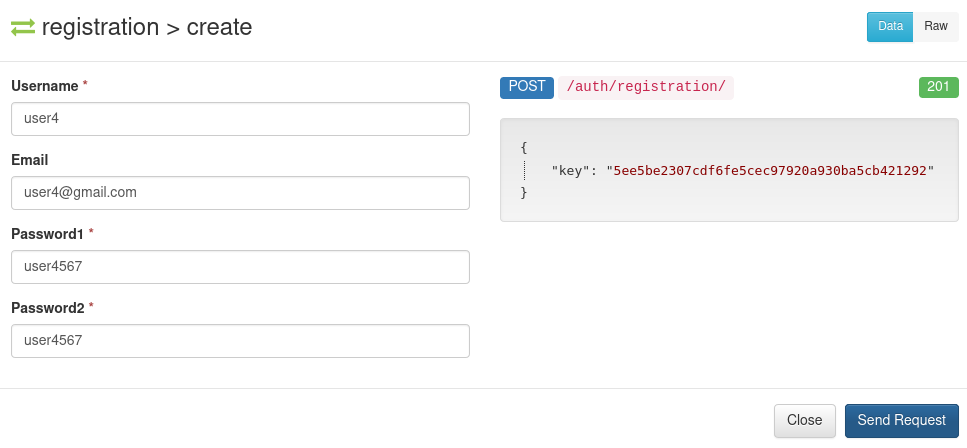 registration > create
Data
Raw
Username *
user4
Email
user4@gmail.com
Password1 *
user4567
Password2 *
user4567
POST /auth/registration/ 201
{
"key": "5ee5be2307cdf6fe5cec97920a930ba5cb421292"
}
Close
Send Request